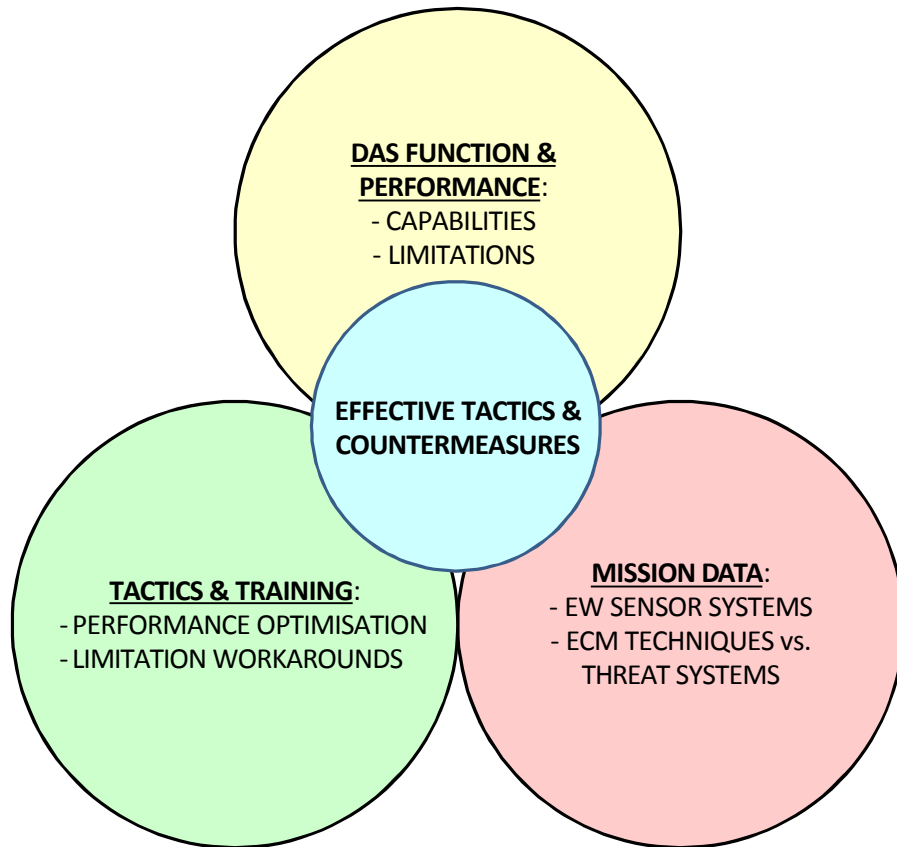 DAS FUNCTION &
PERFORMANCE:
- CAPABILITIES
- LIMITATIONS
EFFECTIVE TACTICS &
COUNTERMEASURES
TACTICS & TRAINING:
- PERFORMANCE OPTIMISATION
- LIMITATION WORKAROUNDS
MISSION DATA:
- EW SENSOR SYSTEMS
- ECM TECHNIQUES vs.
THREAT SYSTEMS